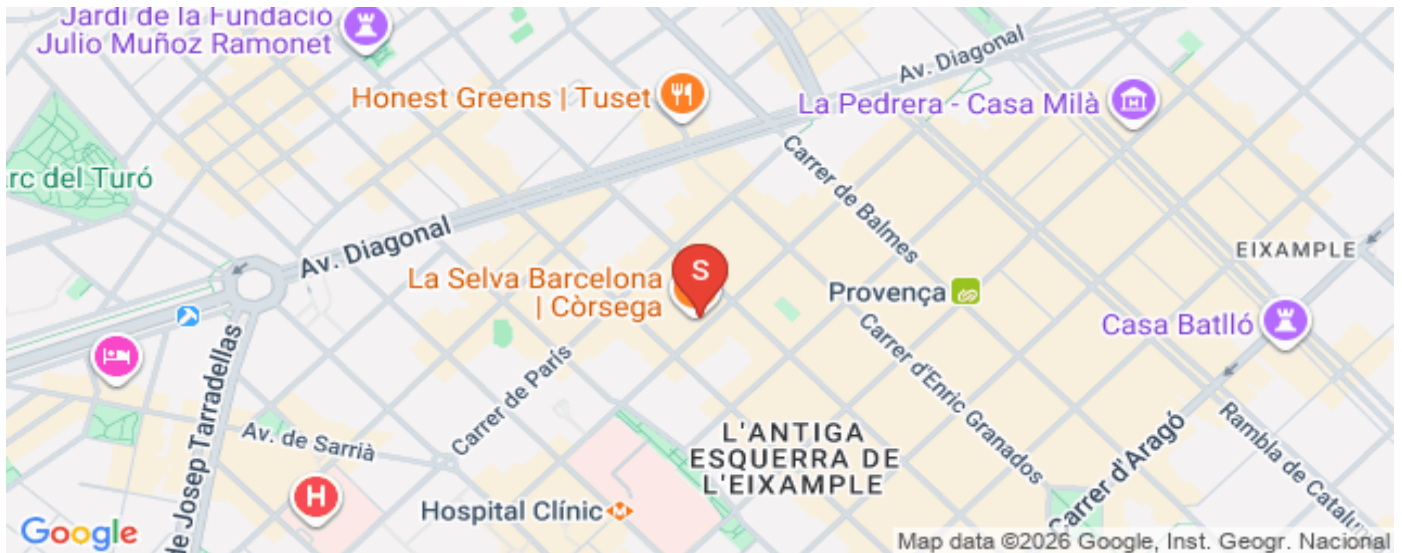 Jardí de la Fundació
Julio Muñoz Ramonet
Av. Diagonal
Honest Greens | Tuset
La Pedrera - Casa Milà
rc del Turó
Carrer de Balmes
Av. Diagonal
EIXAMPLE
S
La Selva Barcelona
| Còrsega
Provença
Casa Batlló
Carrer d'Enric Granados
de Josep Tarradellas
Carrer de París
Av. de Sarrià
L'ANTIGA
ESQUERRA DE
L'EIXAMPLE
Carrer d'Aragó
Rambla de Catalun
H
Hospital Clínic
M
Google
Map data ©2026 Google, Inst. Geogr. Nacional